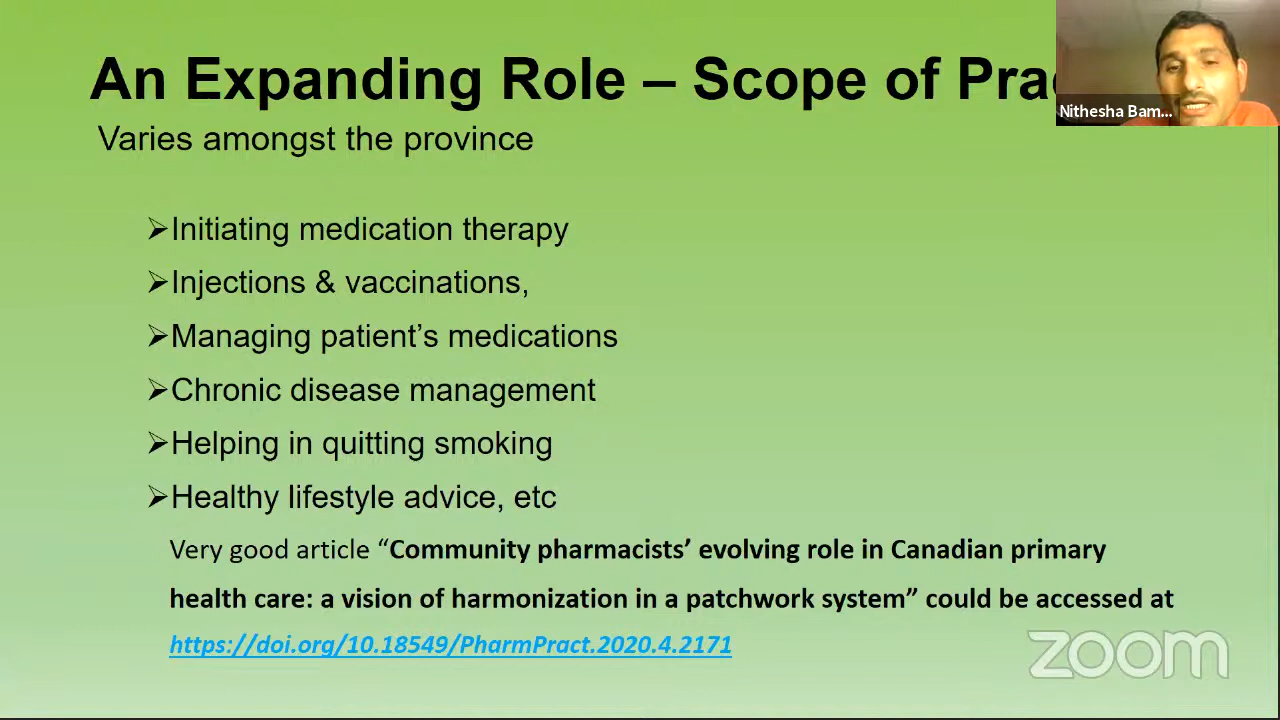 An Expanding Role – Scope of Prac
Nithesha Bam...
Varies amongst the province
➢Initiating medication therapy
➢Injections & vaccinations,
➢Managing patient’s medications
➢Chronic disease management
➢Helping in quitting smoking
➢Healthy lifestyle advice, etc
Very good article “Community pharmacists’ evolving role in Canadian primary
health care: a vision of harmonization in a patchwork system” could be accessed at
https://doi.org/10.18549/PharmPract.2020.4.2171
zoom